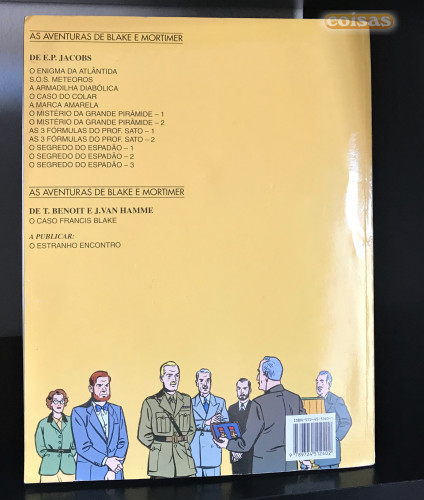 coisas
AS AVENTURAS DE BLAKE E MORTIMER
DE E.P. JACOBS
O ENIGMA DA ATLÂNTIDA
S.O.S. METEOROS
A ARMADILHA DIABÓLICA
O CASO DO COLAR
A MARCA AMARELA
O MISTÉRIO DA GRANDE PIRÂMIDE – 1
O MISTÉRIO DA GRANDE PIRÂMIDE – 2
AS 3 FÓRMULAS DO PROF. SATO – 1
AS 3 FÓRMULAS DO PROF. SATO – 2
O SEGREDO DO ESPADÃO – 1
O SEGREDO DO ESPADÃO – 2
O SEGREDO DO ESPADÃO – 3
AS AVENTURAS DE BLAKE E MORTIMER
DE T. BENOIT E J.VAN HAMME
O CASO FRANCIS BLAKE
A PUBLICAR:
O ESTRANHO ENCONTRO